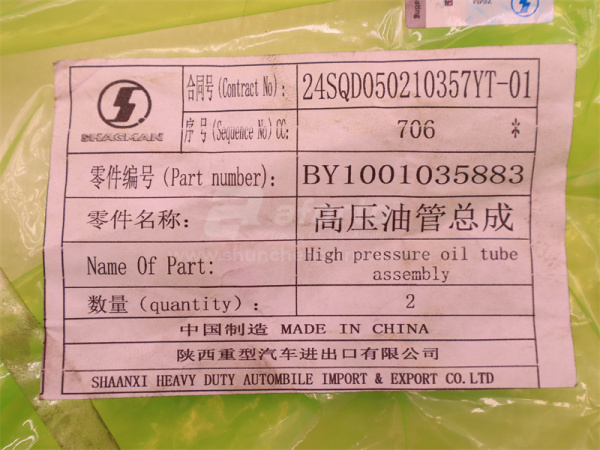 SHACMAN
合同号(Contract No): 24SQD050210357YT-01
序号(Sequence No)CC: 706 *
零件编号(Part number): BY1001035883
零件名称: 高压油管总成
Name Of Part: High pressure oil tube assembly
数量(quantity): 2
中国制造 MADE IN CHINA
陕西重型汽车进出口有限公司
SHAANXI HEAVY DUTY AUTOMBILE IMPORT & EXPORT CO.LTD